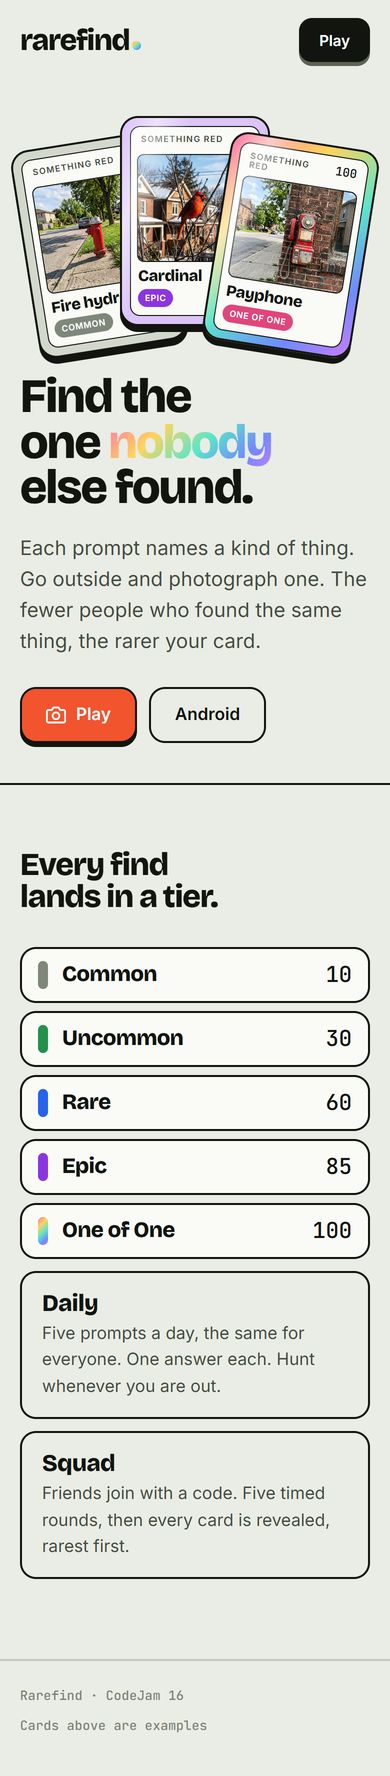 rarefind.
Play
SOMETHING RED
Fire hydr
COMMON
SOMETHING RED
Cardinal
EPIC
SOMETHING
RED
100
Payphone
ONE OF ONE
Find the
one nobody
else found.
Each prompt names a kind of thing.
Go outside and photograph one. The
fewer people who found the same
thing, the rarer your card.
Play
Android
Every find
lands in a tier.
Common 10
Uncommon 30
Rare 60
Epic 85
One of One 100
Daily
Five prompts a day, the same for
everyone. One answer each. Hunt
whenever you are out.
Squad
Friends join with a code. Five timed
rounds, then every card is revealed,
rarest first.
Rarefind · CodeJam 16
Cards above are examples